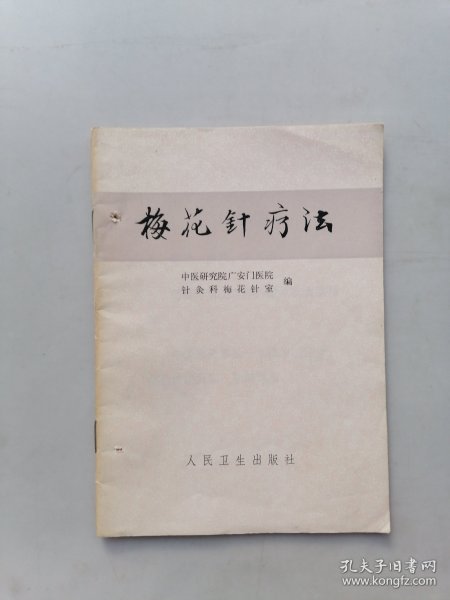 梅花針疗法
中医研究院广安门医院
针灸科梅花针室
编
人民卫生出版社
孔夫子旧书网
www.kongfz.com